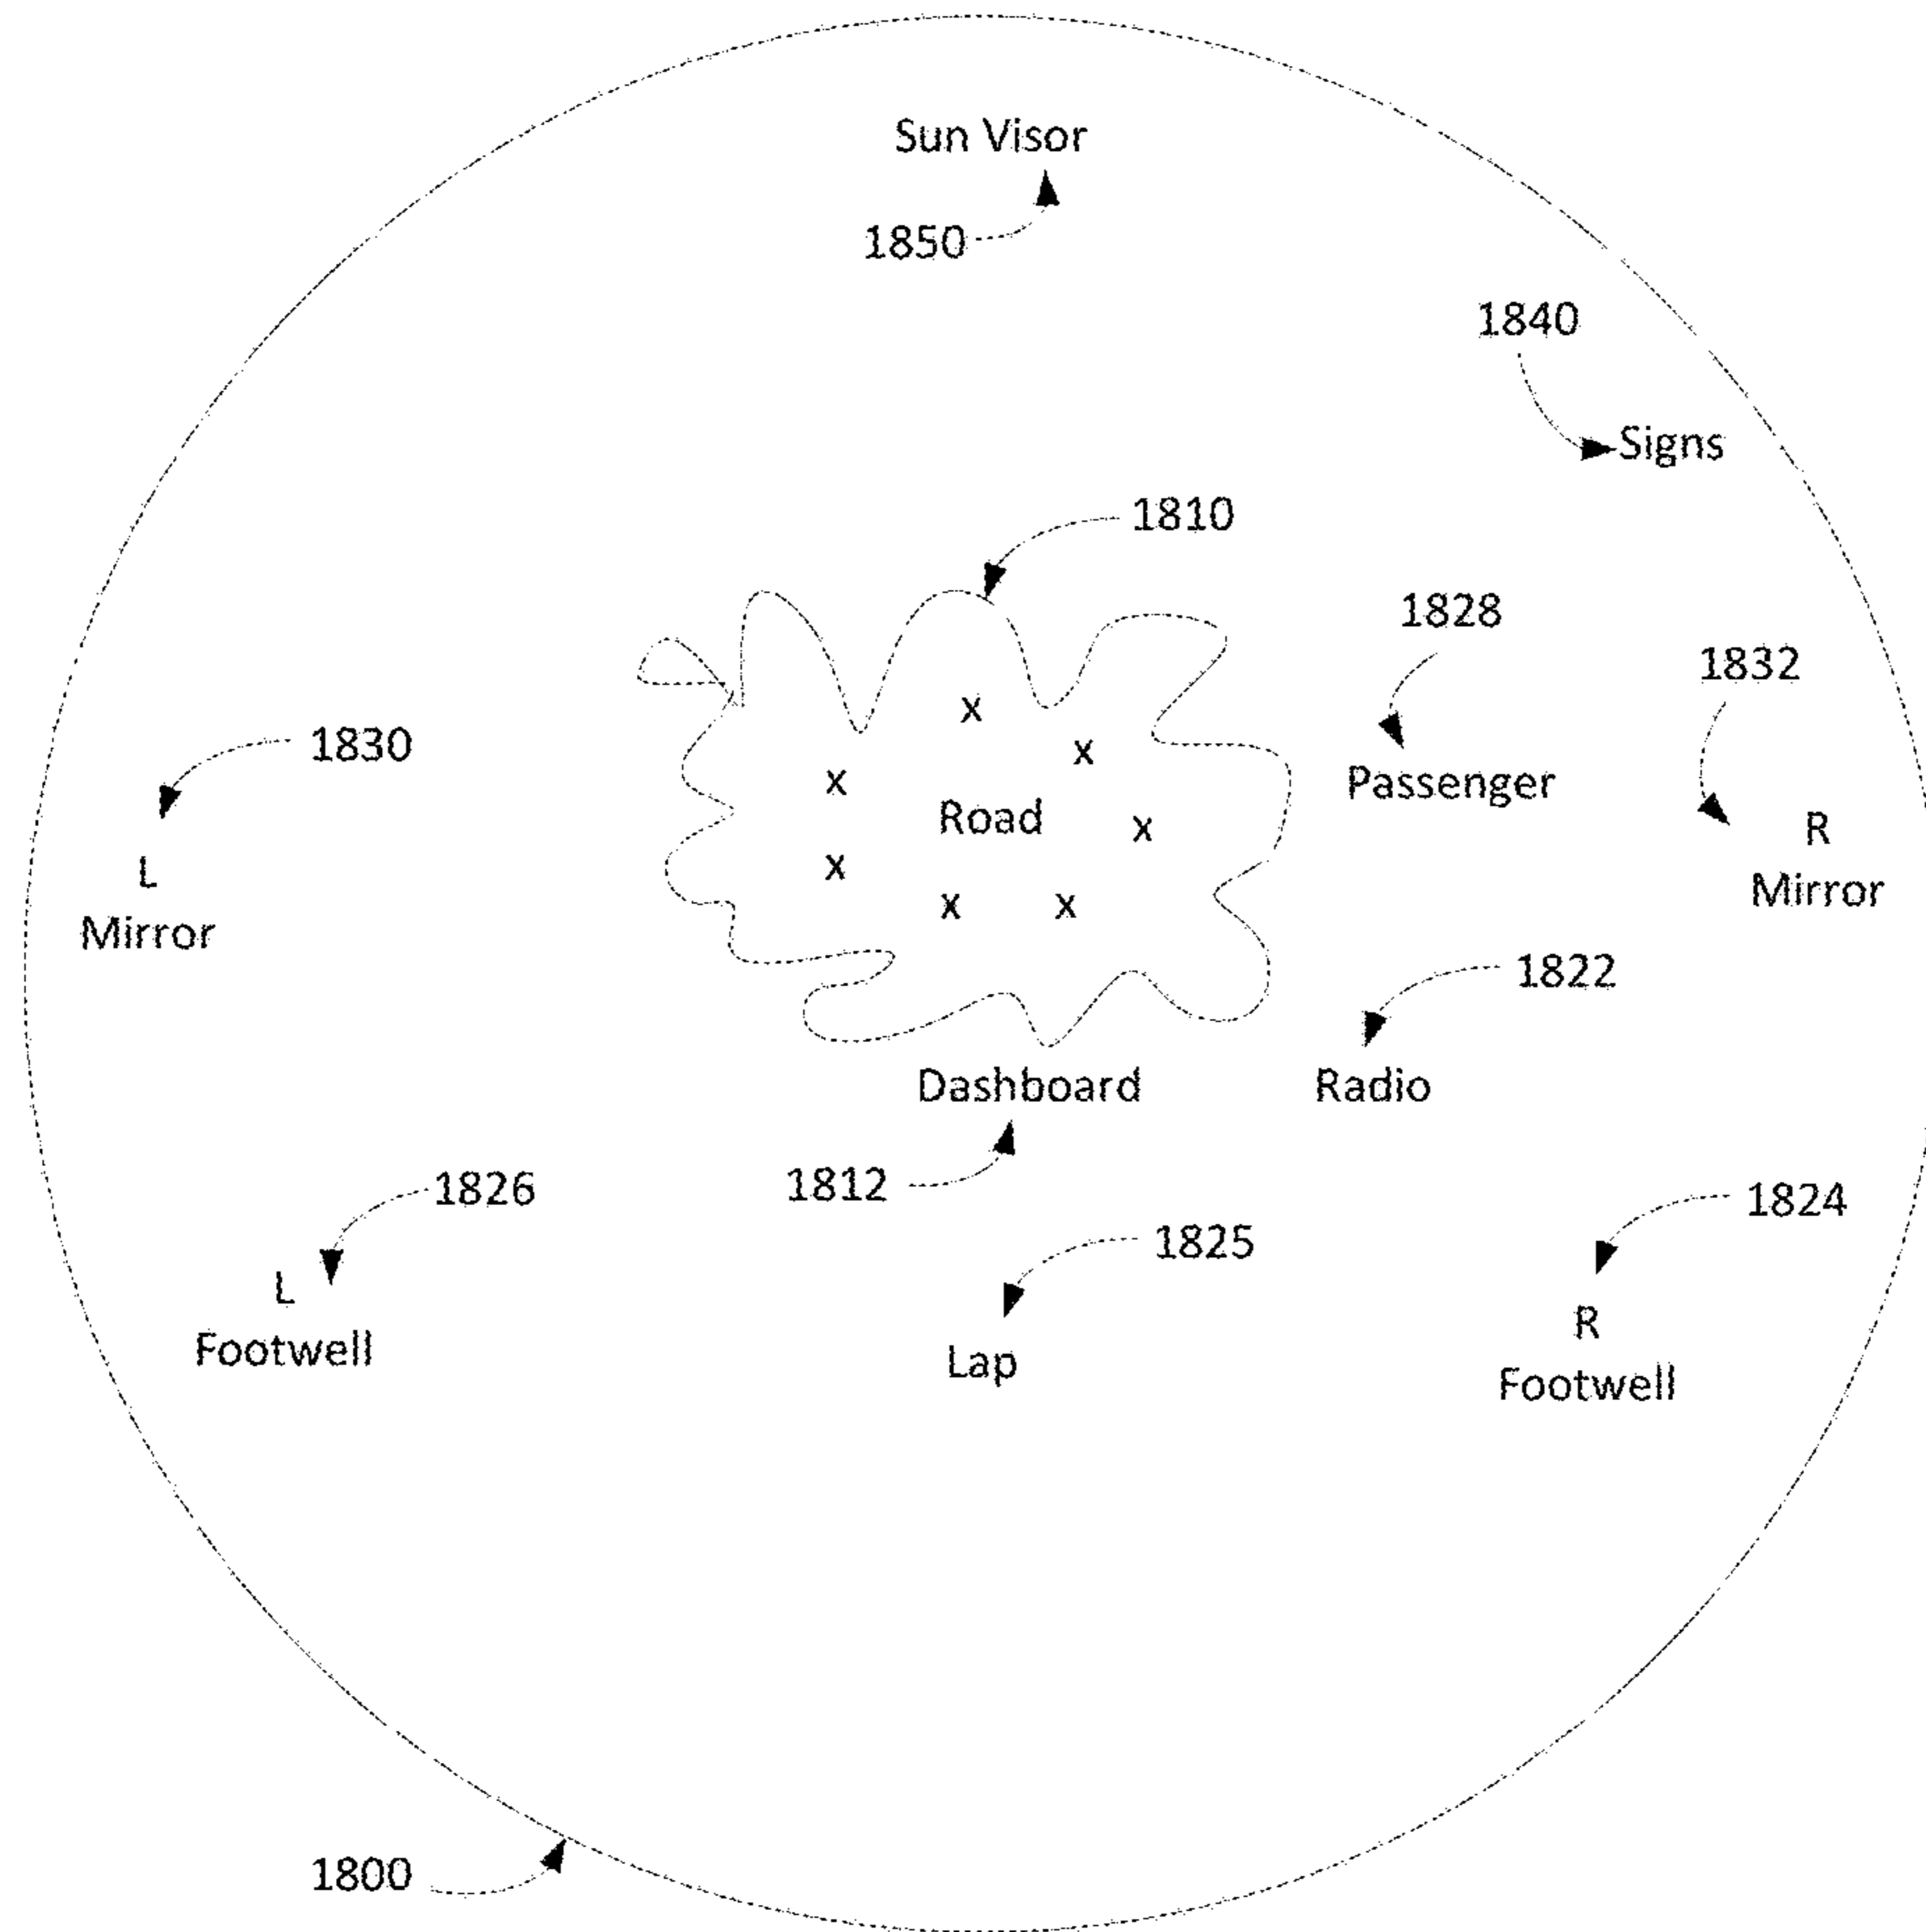 Sun Visor
1850
1840
Signs
1810
1828
1832
1830
x
x
x
Passenger
Road
x
R
Mirror
L
Mirror
x
x
x
1822
Dashboard
Radio
1812
1826
1824
1825
L
Footwell
R
Footwell
Lap
1800